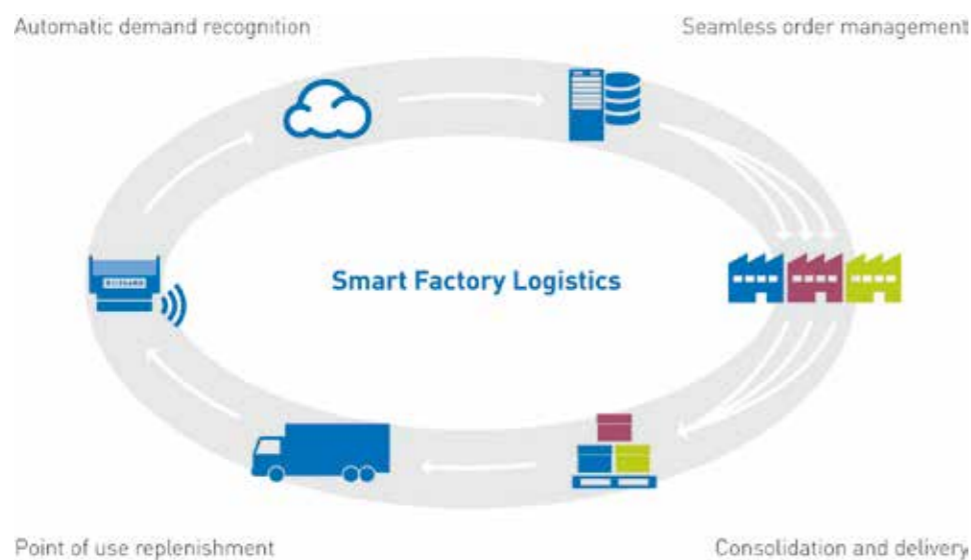 Automatic demand recognition
Seamless order management
Smart Factory Logistics
Point of use replenishment
Consolidation and delivery